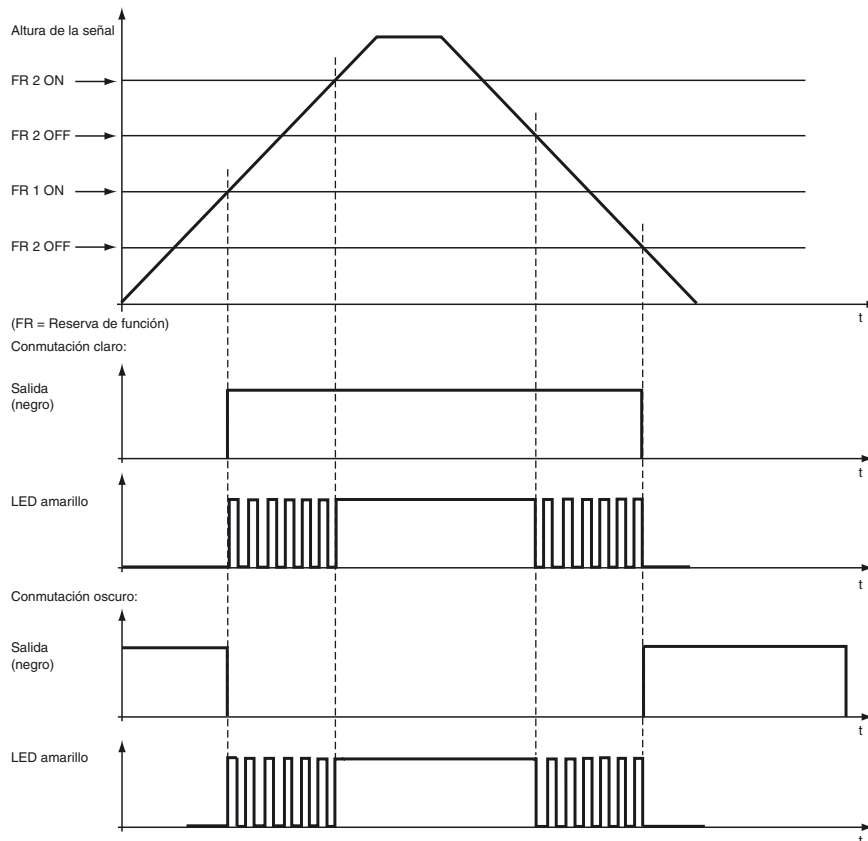 Altura de la señal
FR 2 ON
FR 2 OFF
FR 1 ON
FR 2 OFF
t
(FR = Reserva de función)
Conmutación claro:
Salida
(negro)
t
LED amarillo
t
Conmutación oscuro:
Salida
(negro)
t
LED amarillo
t